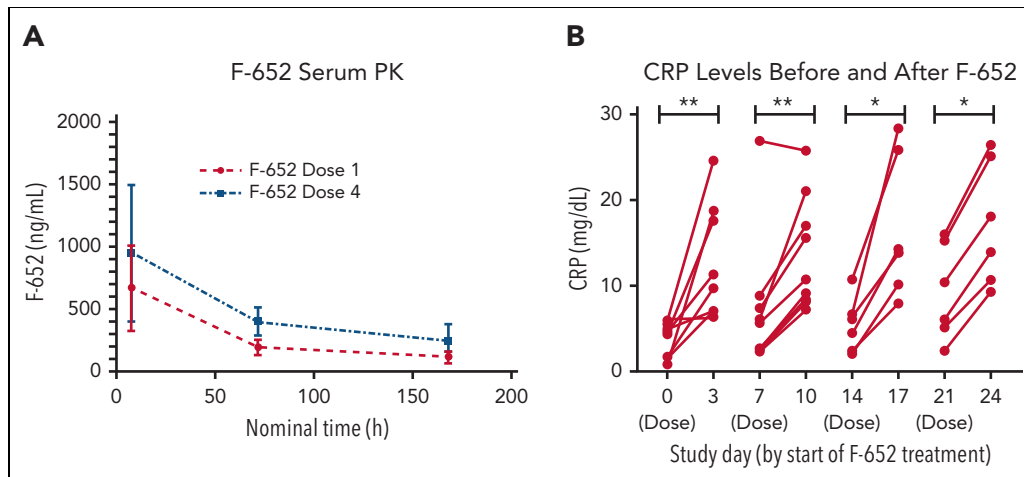 A
F-652 Serum PK
2000
1500
1000
500
0
F-652 (ng/mL)
F-652 Dose 1
F-652 Dose 4
0 50 100 150 200
Nominal time (h)
B
CRP Levels Before and After F-652
** ** * *
30
20
10
0
CRP (mg/dL)
0 3 7 10 14 17 21 24
(Dose) (Dose) (Dose) (Dose)
Study day (by start of F-652 treatment)